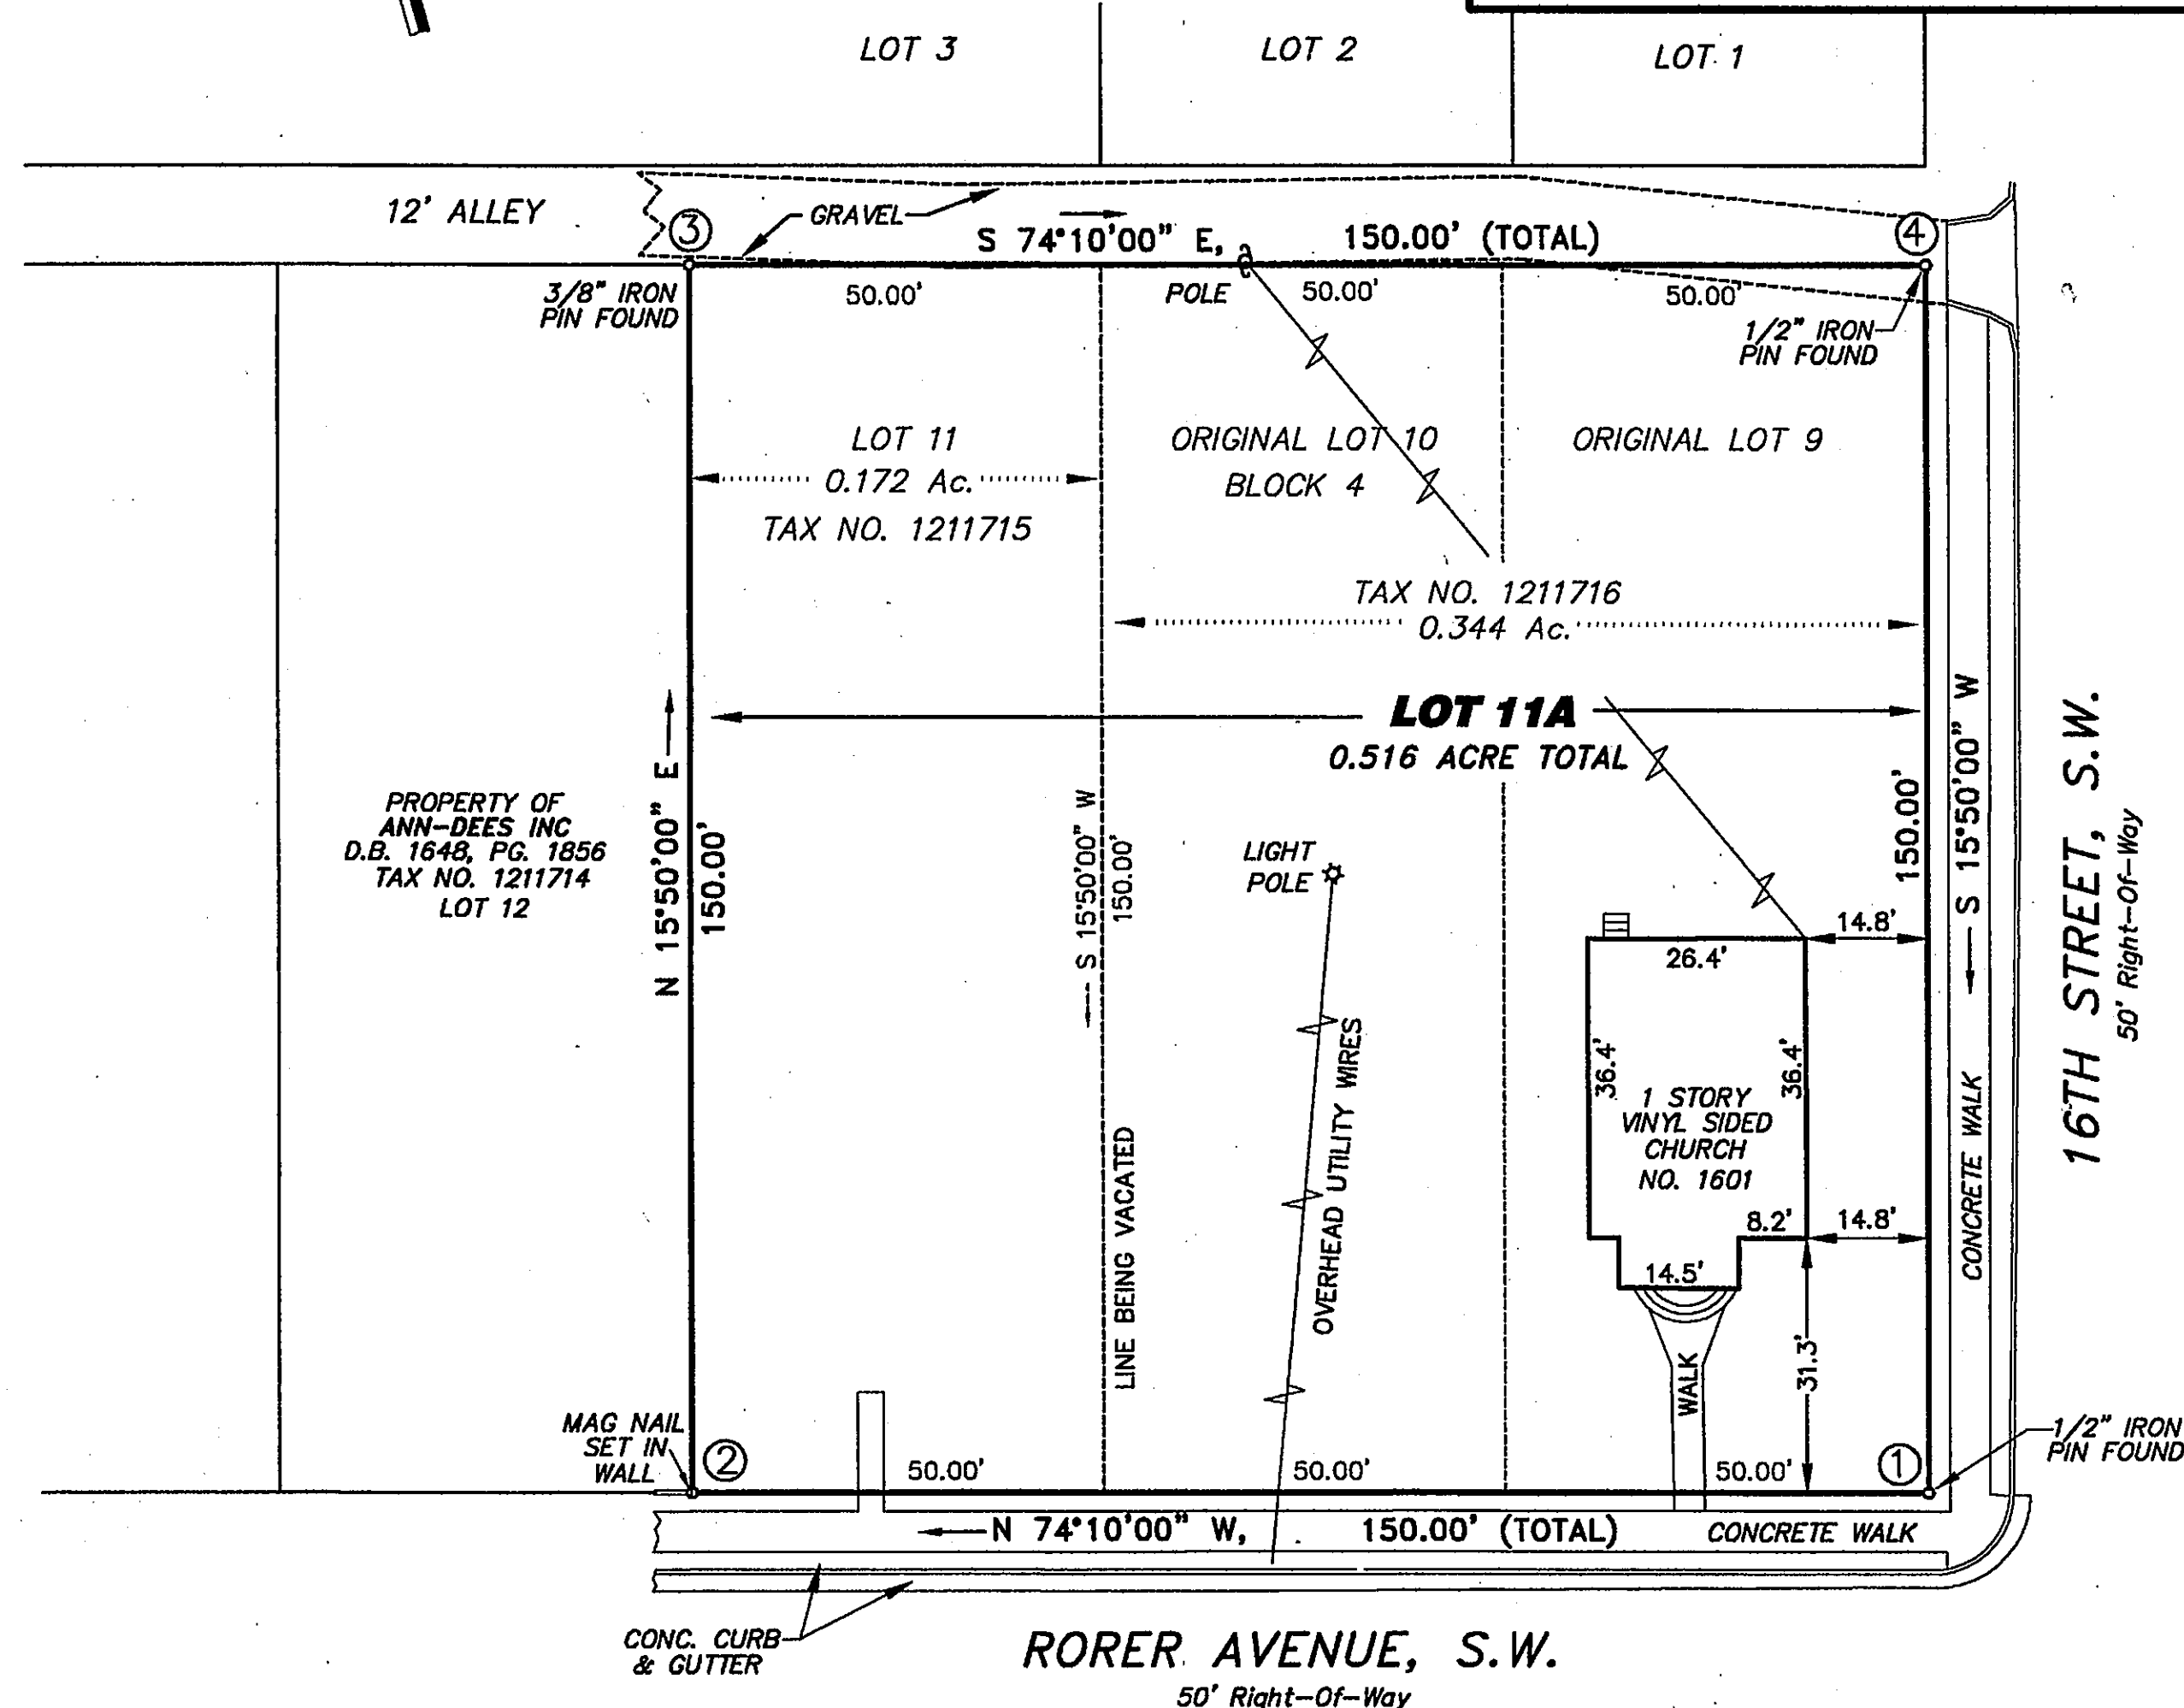 LOT 3
LOT 2
LOT 1
12' ALLEY
GRAVEL
3
S 74°10'00" E, 150.00' (TOTAL)
4
3/8" IRON
PIN FOUND
50.00'
POLE
50.00'
50.00'
1/2" IRON
PIN FOUND
LOT 11
0.172 Ac.
TAX NO. 1211715
ORIGINAL LOT 10
BLOCK 4
ORIGINAL LOT 9
TAX NO. 1211716
0.344 Ac.
LOT 11A
0.516 ACRE TOTAL
PROPERTY OF
ANN-DEES INC
D.B. 1648, PG. 1856
TAX NO. 1211714
LOT 12
N 15°50'00" E
150.00'
S 15°50'00" W
150.00'
LINE BEING VACATED
LIGHT
POLE
OVERHEAD UTILITY WIRES
14.8'
26.4'
36.4'
36.4'
1 STORY
VINYL SIDED
CHURCH
NO. 1601
8.2'
14.8'
14.5'
31.3'
WALK
150.00'
S 15°50'00" W
CONCRETE WALK
16TH STREET, S.W.
50' Right-Of-Way
MAG NAIL
SET IN
WALL
2
50.00'
50.00'
50.00'
1
1/2" IRON
PIN FOUND
N 74°10'00" W, 150.00' (TOTAL)
CONCRETE WALK
CONC. CURB
& GUTTER
RORER AVENUE, S.W.
50' Right-Of-Way